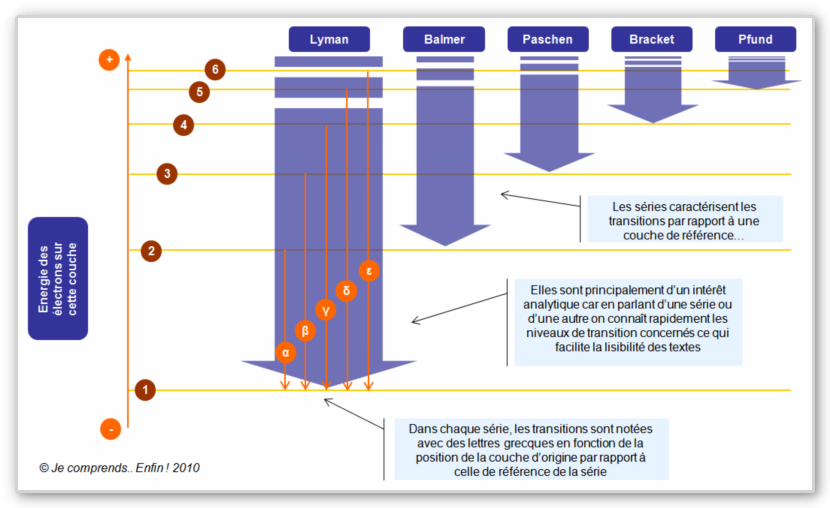 Lyman
Balmer
Paschen
Bracket
Pfund
+
6
5
4
3
2
1
-
Energie des
électrons sur
cette couche
α
β
γ
δ
ε
Les séries caractérisent les
transitions par rapport à une
couche de référence…
Elles sont principalement d'un intérêt
analytique car en parlant d'une série ou
d'une autre on connaît rapidement les
niveaux de transition concernés ce qui
facilite la lisibilité des textes
Dans chaque série, les transitions sont notées
avec des lettres grecques en fonction de la
position de la couche d'origine par rapport à
celle de référence de la série
© Je comprends.. Enfin ! 2010